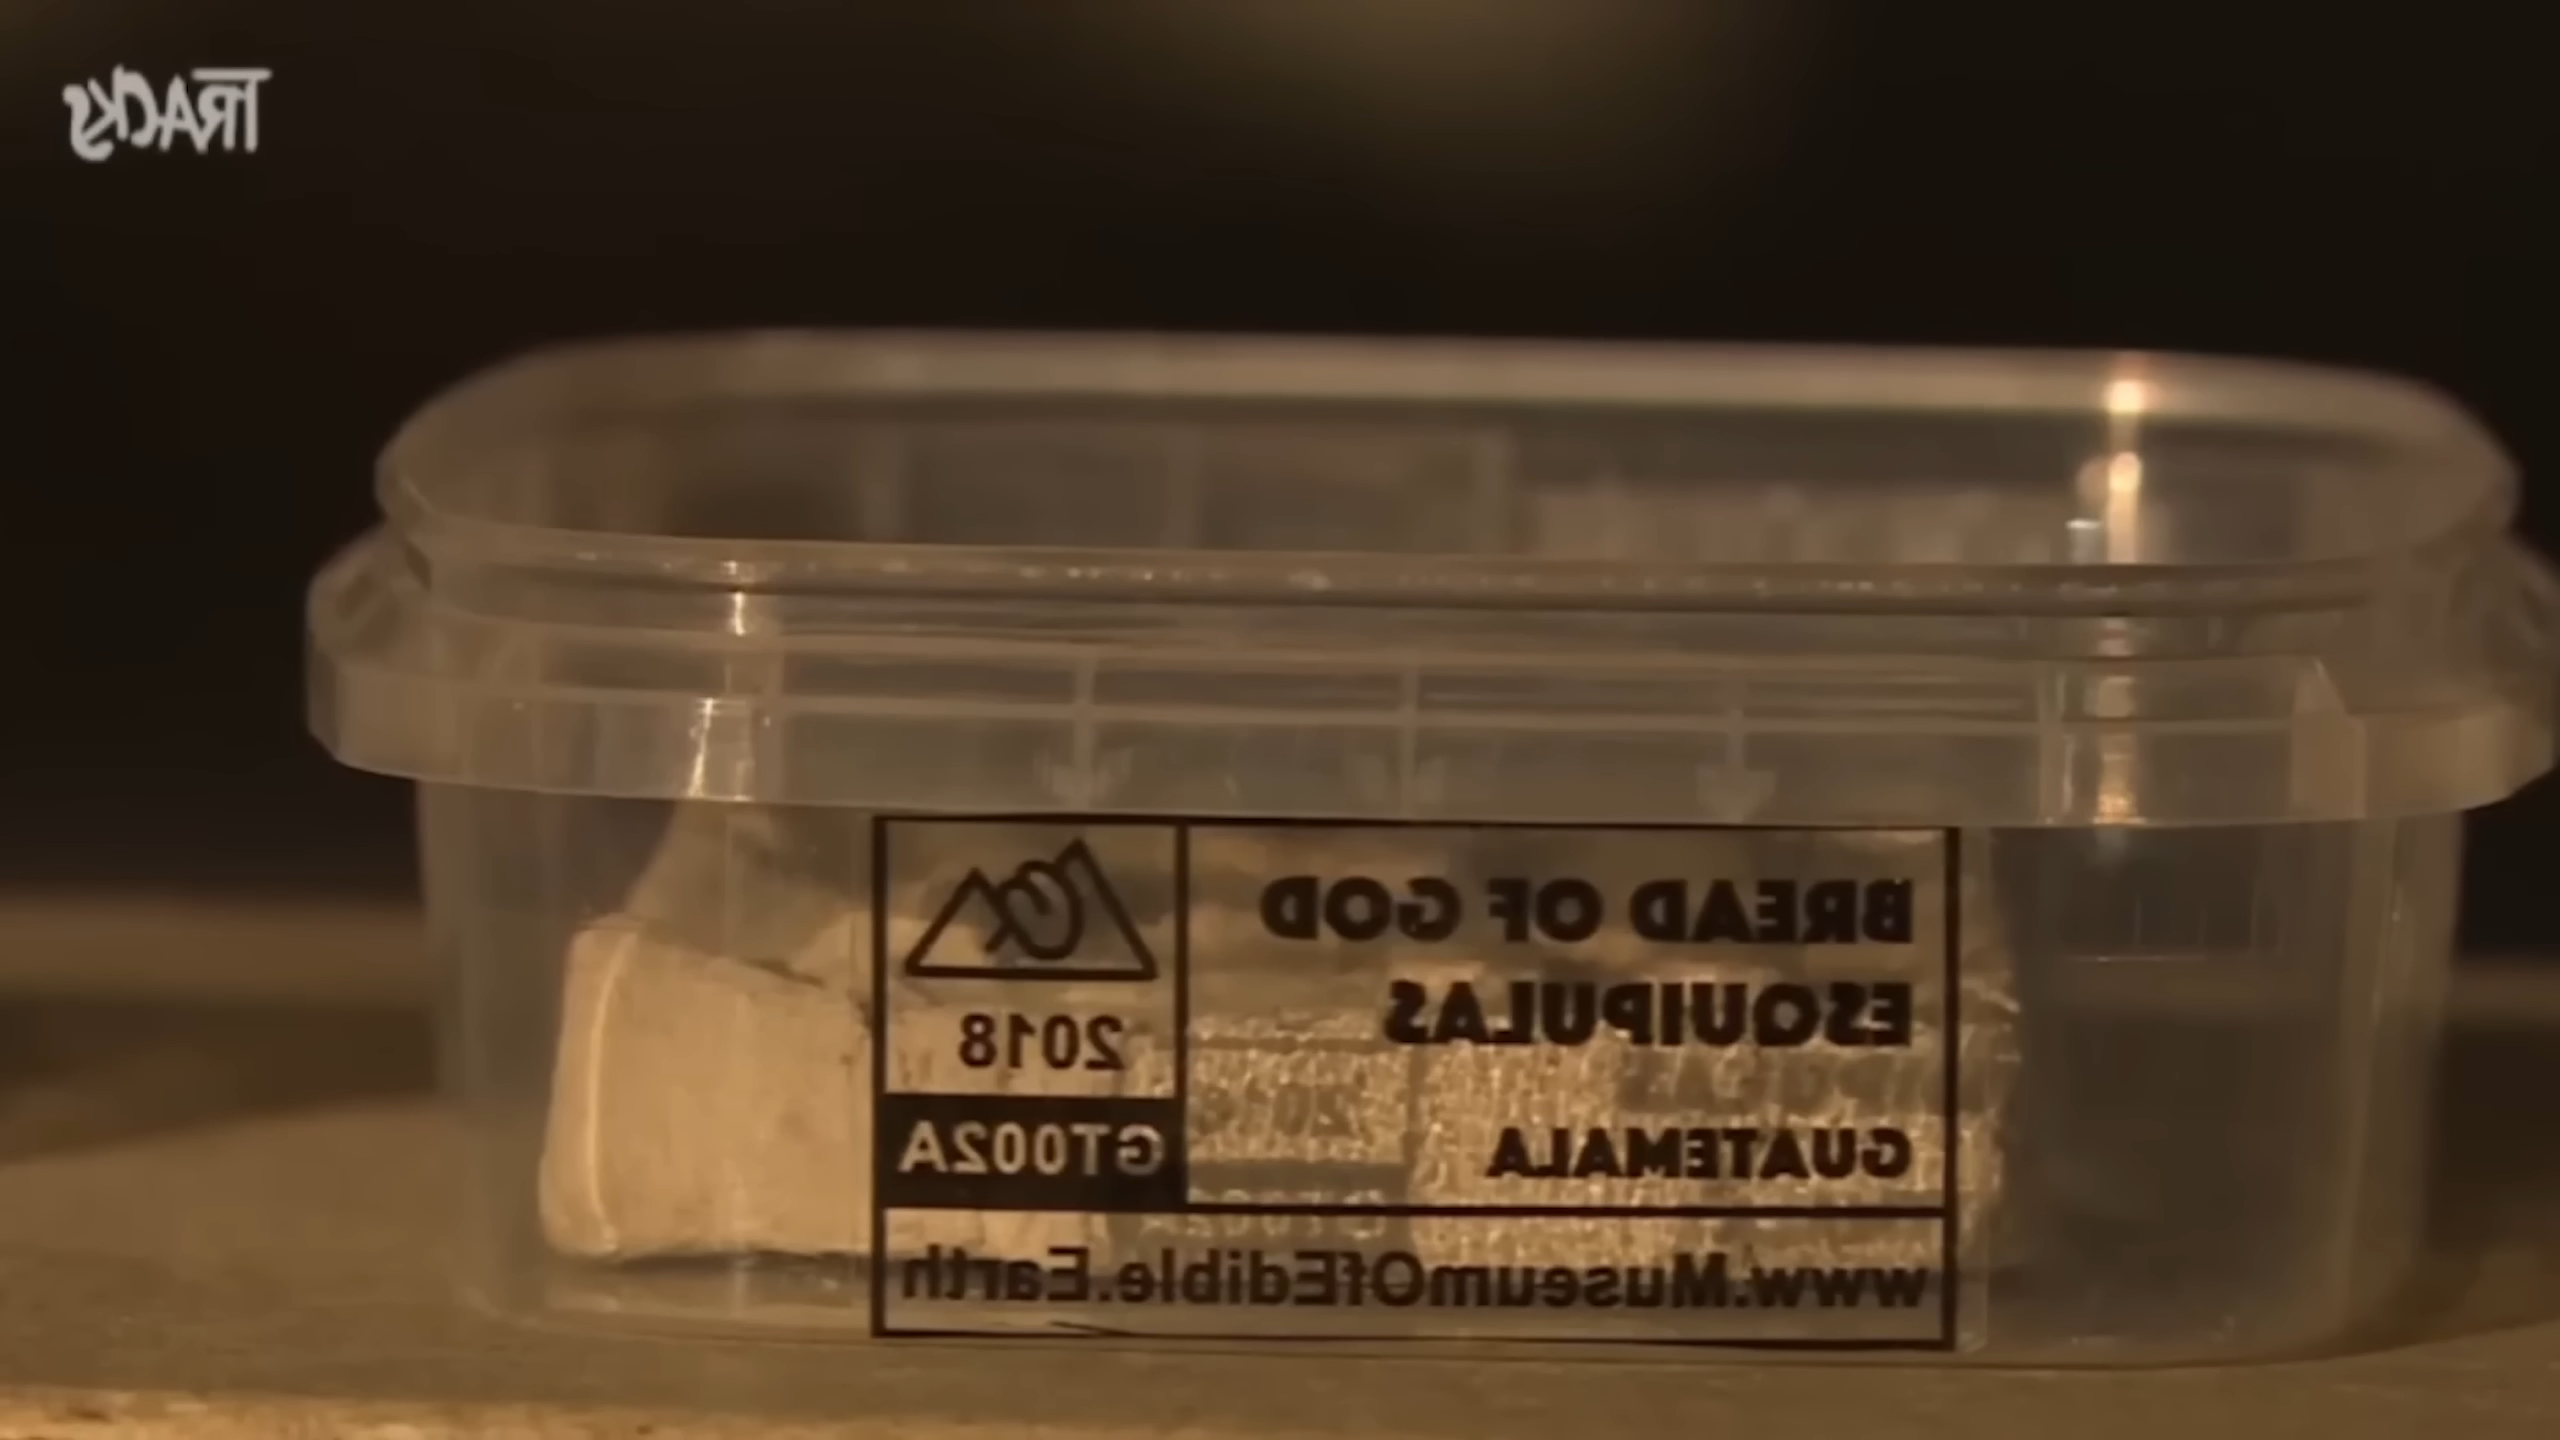 TRACKS
BREAD OF GOD
ESQUIPULAS
GUATEMALA
2018
GT002A
www.MuseumOfEdible.Earth